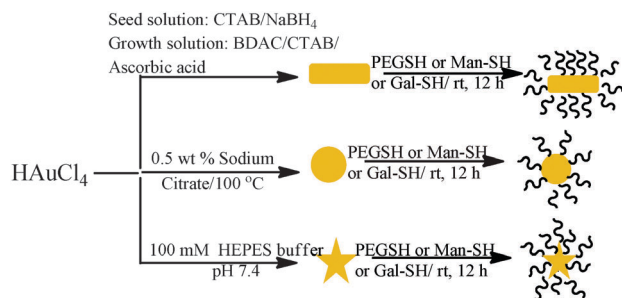 Seed solution: CTAB/NaBH4
Growth solution: BDAC/CTAB/
Ascorbic acid
PEGSH or Man-SH
or Gal-SH/ rt, 12 h
HAuCl4
0.5 wt % Sodium
Citrate/100 °C
PEGSH or Man-SH
or Gal-SH/ rt, 12 h
100 mM HEPES buffer
pH 7.4
PEGSH or Man-SH
or Gal-SH/ rt, 12 h